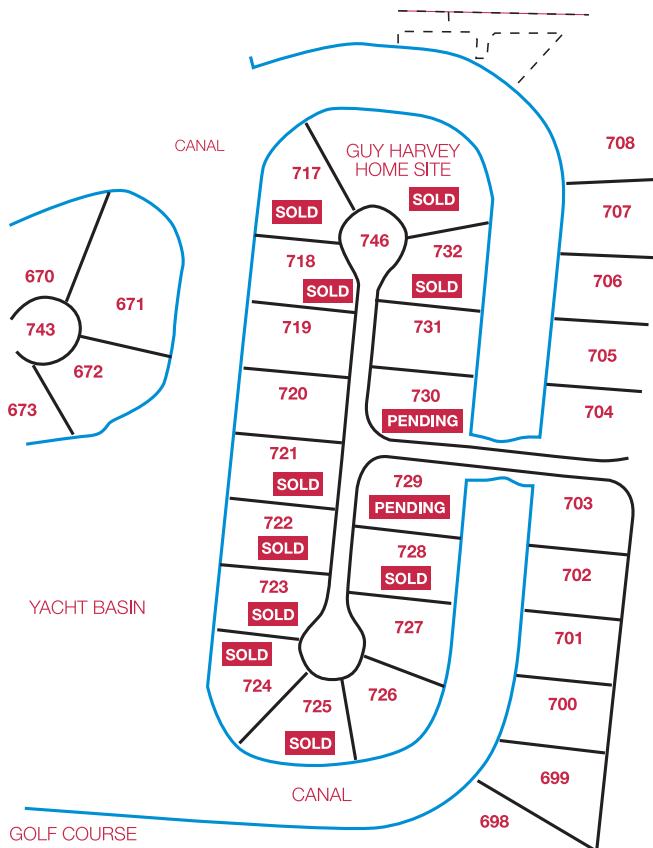 708
CANAL
GUY HARVEY
HOME SITE
717
SOLD
SOLD
707
746
732
718
SOLD
SOLD
706
670
671
743
672
673
719
731
705
720
730
PENDING
704
721
SOLD
729
PENDING
703
722
SOLD
728
SOLD
702
723
SOLD
YACHT BASIN
727
701
SOLD
724
725
SOLD
726
700
699
CANAL
698
GOLF COURSE